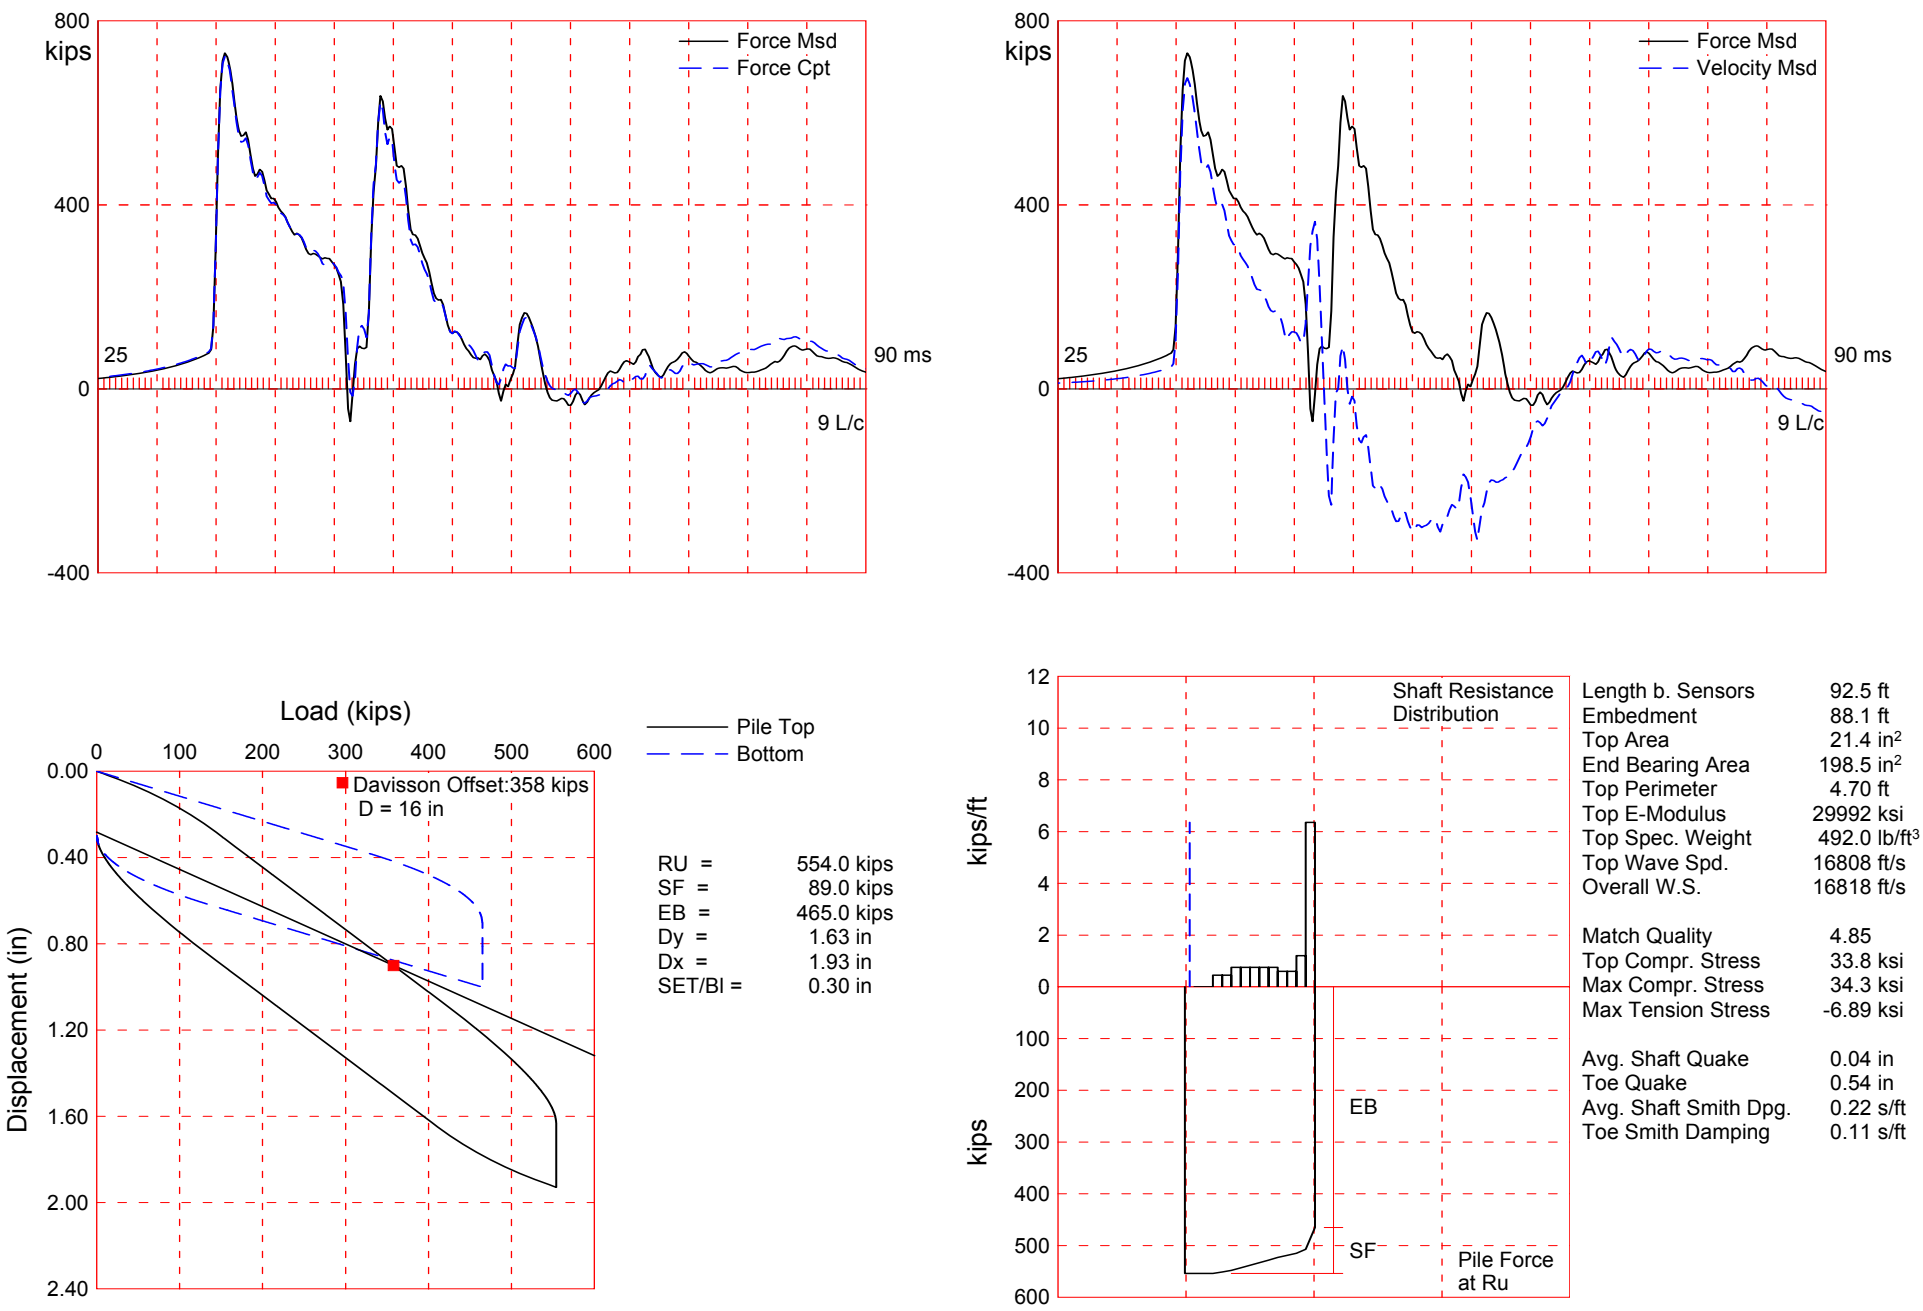 800
kips
400
0
-400
Force Msd
Force Cpt
25
90 ms
9 L/c
800
kips
400
0
-400
Force Msd
Velocity Msd
25
90 ms
9 L/c
Load (kips)
0 100 200 300 400 500 600
Displacement (in)
0.00
0.40
0.80
1.20
1.60
2.00
2.40
Davisson Offset:358 kips
D = 16 in
Pile Top
Bottom
RU = 554.0 kips
SF = 89.0 kips
EB = 465.0 kips
Dy = 1.63 in
Dx = 1.93 in
SET/Bl = 0.30 in
12
10
8
6
4
2
0
100
200
300
400
500
600
kips/ft
kips
Shaft Resistance
Distribution
EB
SF
Pile Force
at Ru
Length b. Sensors 92.5 ft
Embedment 88.1 ft
Top Area 21.4 in²
End Bearing Area 198.5 in²
Top Perimeter 4.70 ft
Top E-Modulus 29992 ksi
Top Spec. Weight 492.0 lb/ft³
Top Wave Spd. 16808 ft/s
Overall W.S. 16818 ft/s
Match Quality 4.85
Top Compr. Stress 33.8 ksi
Max Compr. Stress 34.3 ksi
Max Tension Stress -6.89 ksi
Avg. Shaft Quake 0.04 in
Toe Quake 0.54 in
Avg. Shaft Smith Dpg. 0.22 s/ft
Toe Smith Damping 0.11 s/ft